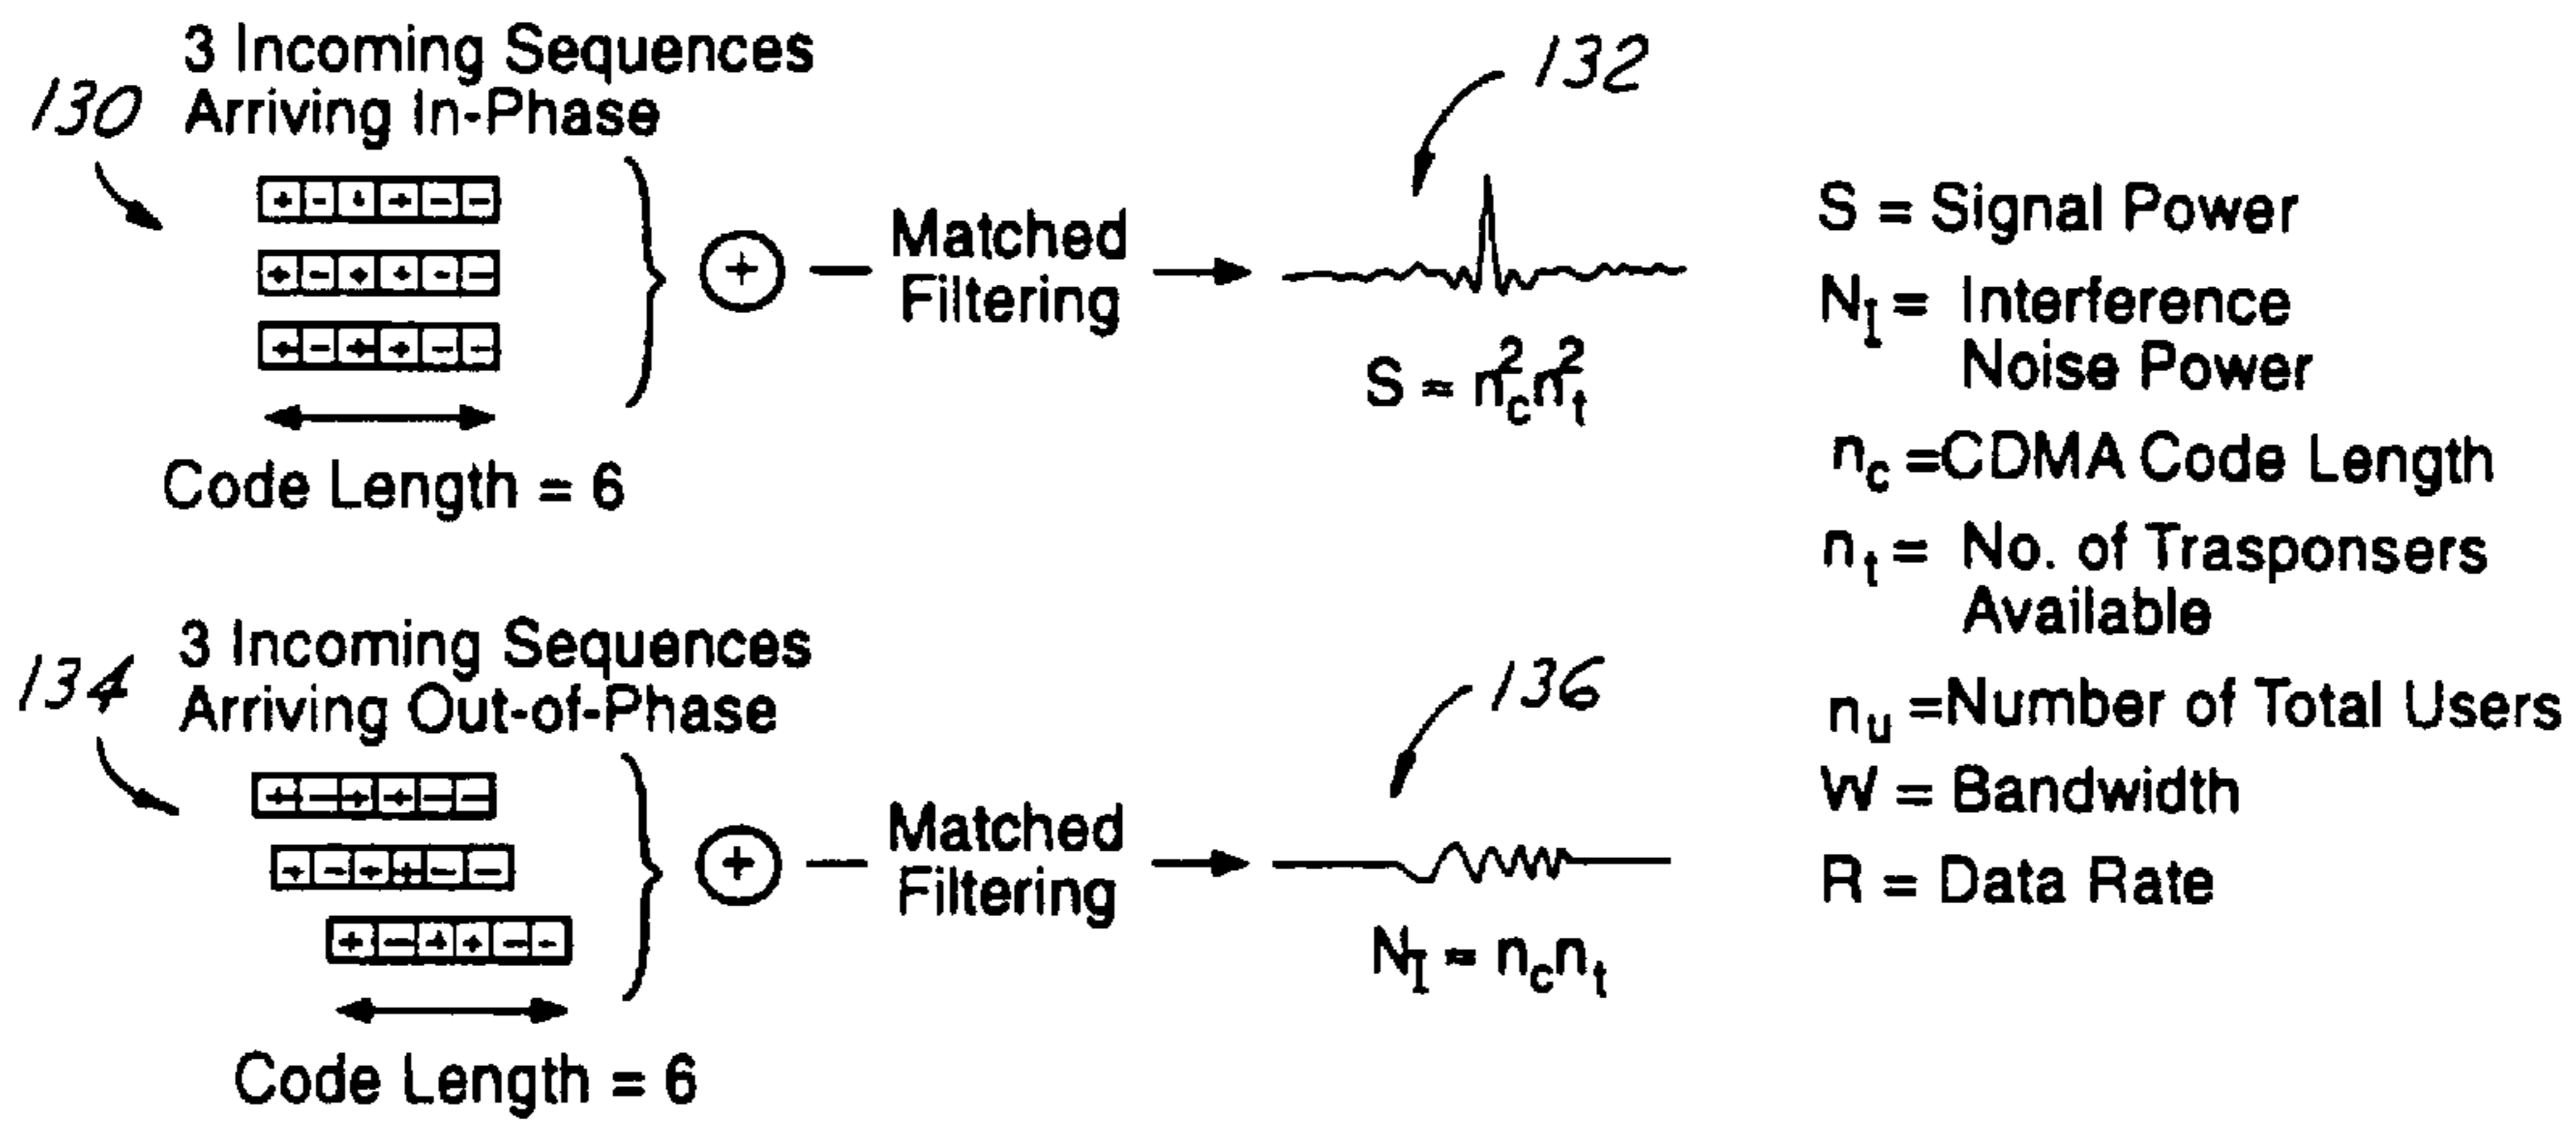 3 Incoming Sequences
Arriving In-Phase
130
132
+ - + + - -
+ - + + - -
+ - + + - -
+
Matched
Filtering
S = n_c^2 n_t^2
Code Length = 6
3 Incoming Sequences
Arriving Out-of-Phase
134
136
+ - + + - -
+ - + + - -
+ - + + - -
+
Matched
Filtering
N_I = n_c n_t
Code Length = 6
S = Signal Power
N_I = Interference
Noise Power
n_c =CDMA Code Length
n_t = No. of Trasponsers
Available
n_u =Number of Total Users
W = Bandwidth
R = Data Rate